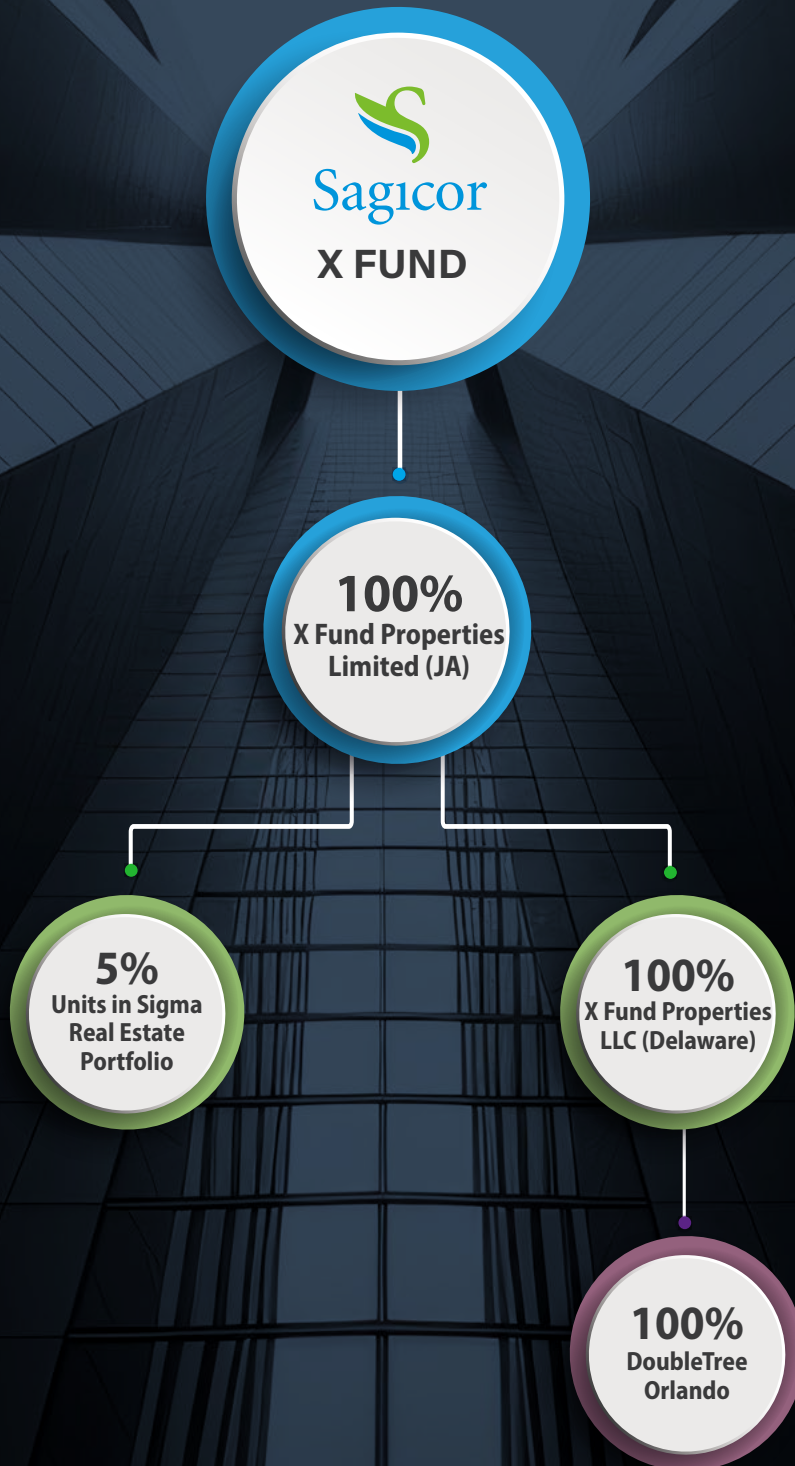 Sagicor
X FUND
100%
X Fund Properties
Limited (JA)
5%
Units in Sigma
Real Estate
Portfolio
100%
X Fund Properties
LLC (Delaware)
100%
DoubleTree
Orlando